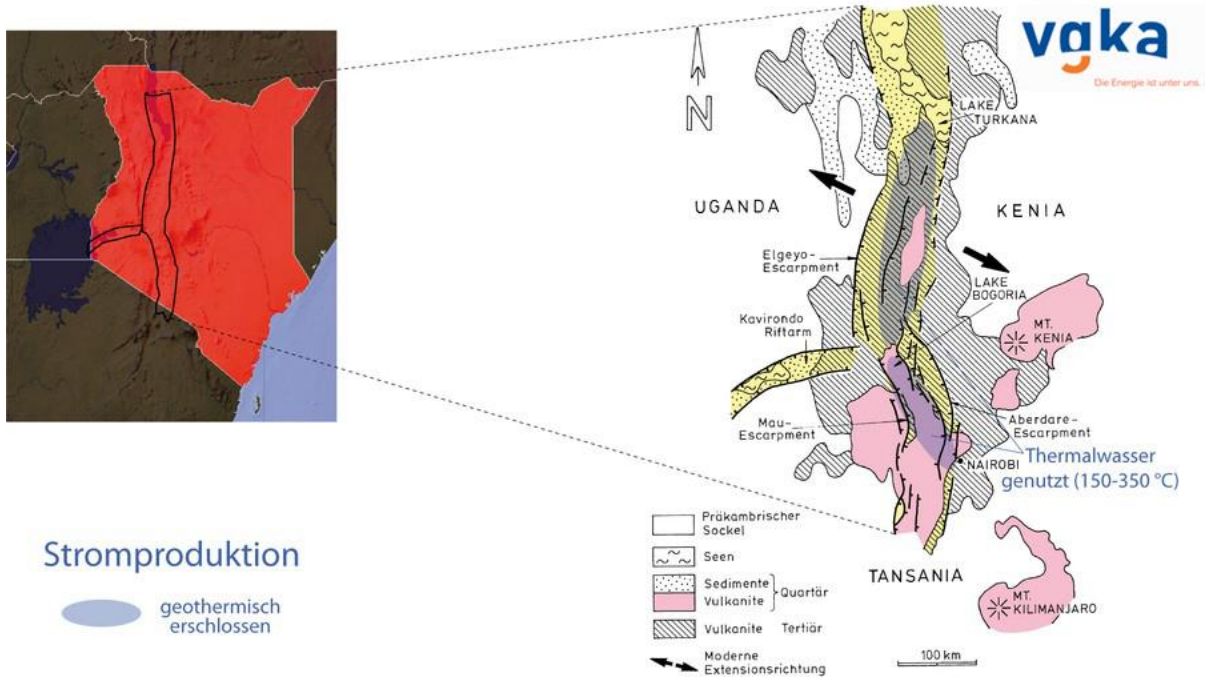 vgka
Die Energie ist unter uns.
N
LAKE
TURKANA
UGANDA
KENIA
Elgeyo-
Escarpment
LAKE
BOGORIA
Kavirondo
Riftarm
MT.
KENIA
Mau-
Escarpment
Aberdare-
Escarpment
NAIROBI
Thermalwasser
genutzt (150-350 °C)
Stromproduktion
geothermisch
erschlossen
Präkambrischer
Sockel
Seen
Sedimente
Vulkanite
Quartär
Vulkanite Tertiär
Moderne
Extensionsrichtung
TANSANIA
MT.
KILIMANJARO
100 km